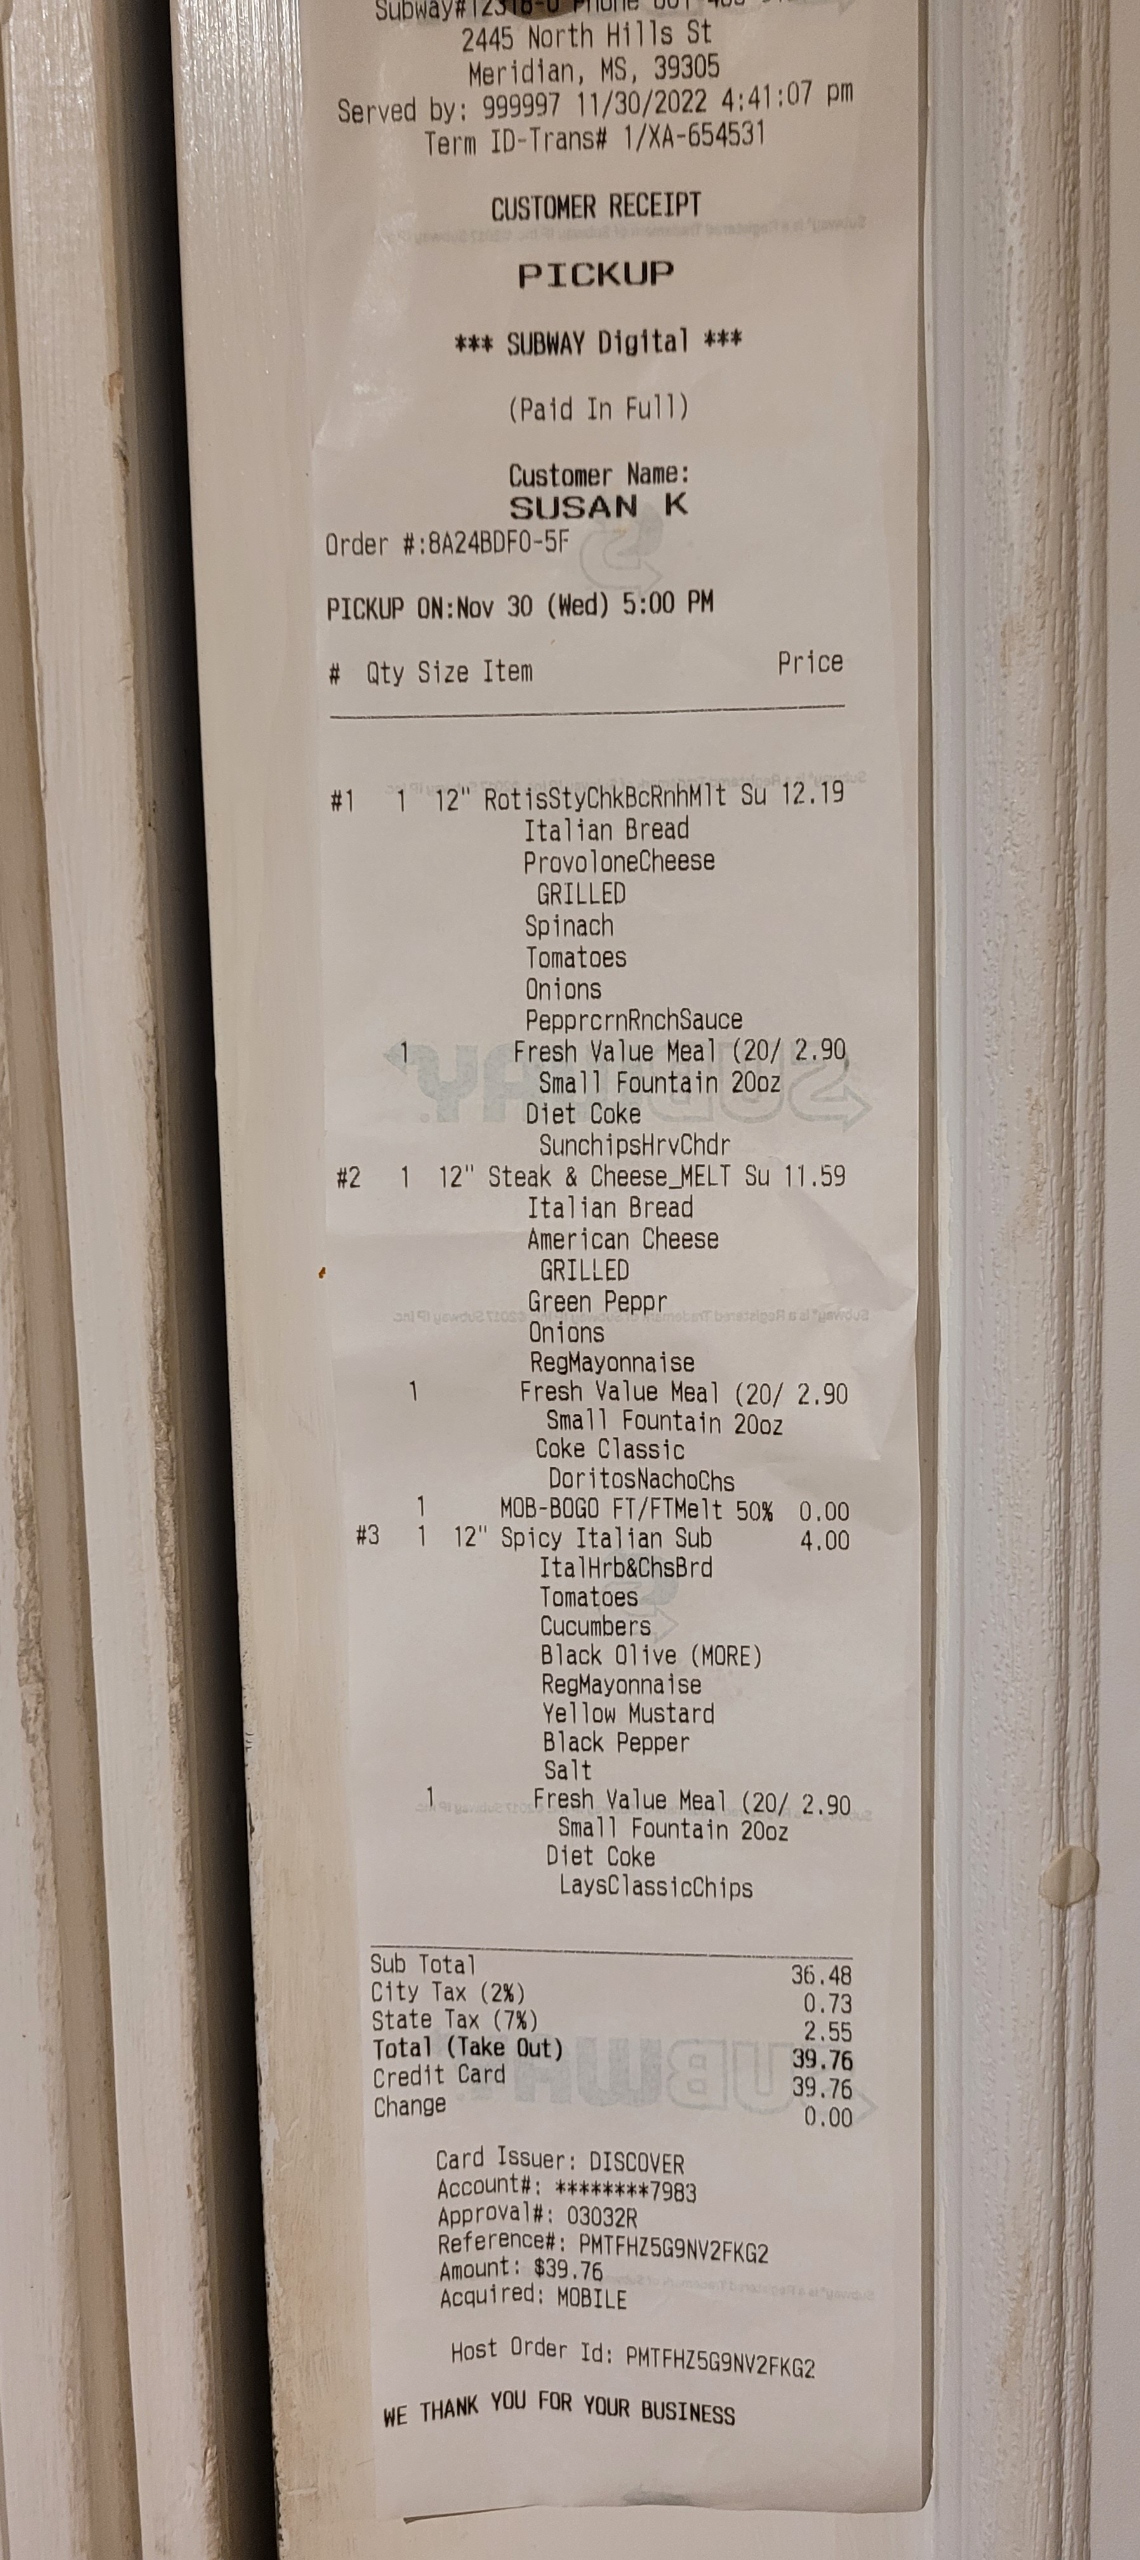 2445 North Hills St
Meridian, MS, 39305
Served by: 999997 11/30/2022 4:41:07 pm
Term ID-Trans# 1/XA-654531
CUSTOMER RECEIPT
PICKUP
*** SUBWAY Digital ***
(Paid In Full)
Customer Name:
SUSAN K
Order #:8A24BDF0-5F
PICKUP ON:Nov 30 (Wed) 5:00 PM
# Qty Size Item Price
#1 1 12" RotisStyChkBcRnhMlt Su 12.19
Italian Bread
ProvoloneCheese
GRILLED
Spinach
Tomatoes
Onions
PepprcrnRnchSauce
1 Fresh Value Meal (20/ 2.90
Small Fountain 20oz
Diet Coke
SunchipsHrvChdr
#2 1 12" Steak & Cheese_MELT Su 11.59
Italian Bread
American Cheese
GRILLED
Green Peppr
Onions
RegMayonnaise
1 Fresh Value Meal (20/ 2.90
Small Fountain 20oz
Coke Classic
DoritosNachoChs
1 MOB-BOGO FT/FTMelt 50% 0.00
#3 1 12" Spicy Italian Sub 4.00
ItalHrb&ChsBrd
Tomatoes
Cucumbers
Black Olive (MORE)
RegMayonnaise
Yellow Mustard
Black Pepper
Salt
1 Fresh Value Meal (20/ 2.90
Small Fountain 20oz
Diet Coke
LaysClassicChips
Sub Total 36.48
City Tax (2%) 0.73
State Tax (7%) 2.55
Total (Take Out) 39.76
Credit Card 39.76
Change 0.00
Card Issuer: DISCOVER
Account#: ********7983
Approval#: 03032R
Reference#: PMTFHZ5G9NV2FKG2
Amount: $39.76
Acquired: MOBILE
Host Order Id: PMTFHZ5G9NV2FKG2
WE THANK YOU FOR YOUR BUSINESS